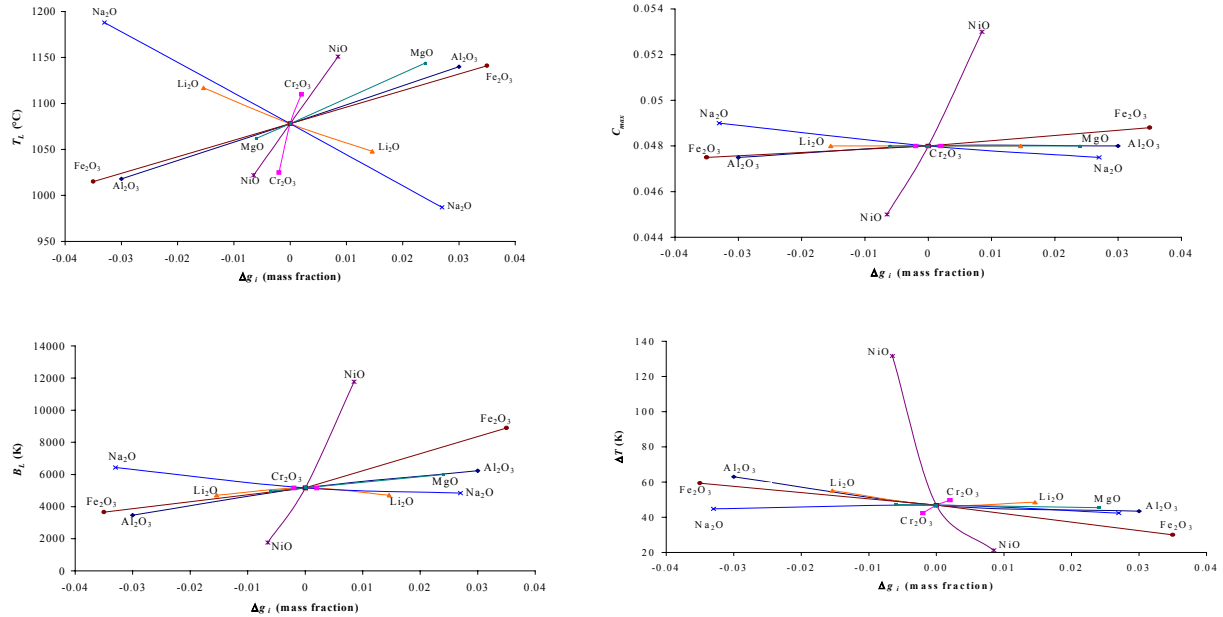 1200
1150
1100
1050
1000
950
T_L (°C)
Na₂O
NiO
MgO
Al₂O₃
Li₂O
Cr₂O₃
Fe₂O₃
MgO
Li₂O
Fe₂O₃
Al₂O₃
NiO
Cr₂O₃
Na₂O
-0.04 -0.03 -0.02 -0.01 0 0.01 0.02 0.03 0.04
Δg_i (mass fraction)
0.054
0.052
0.05
0.048
0.046
0.044
C_max
NiO
Na₂O
Fe₂O₃
Fe₂O₃
Li₂O
Al₂O₃
Cr₂O₃
MgO
Al₂O₃
Na₂O
NiO
-0.04 -0.03 -0.02 -0.01 0 0.01 0.02 0.03 0.04
Δg_i (mass fraction)
14000
12000
10000
8000
6000
4000
2000
0
B_L (K)
NiO
Fe₂O₃
Na₂O
Cr₂O₃
Al₂O₃
MgO
Li₂O
Na₂O
Fe₂O₃
Li₂O
Al₂O₃
NiO
-0.04 -0.03 -0.02 -0.01 0 0.01 0.02 0.03 0.04
Δg_i (mass fraction)
140
120
100
80
60
40
20
ΔT (K)
NiO
Al₂O₃
Fe₂O₃
Li₂O
Cr₂O₃
Li₂O
MgO
Al₂O₃
Na₂O
Cr₂O₃
Fe₂O₃
NiO
-0.04 -0.03 -0.02 -0.01 0 0.01 0.02 0.03 0.04
Δg_i (mass fraction)